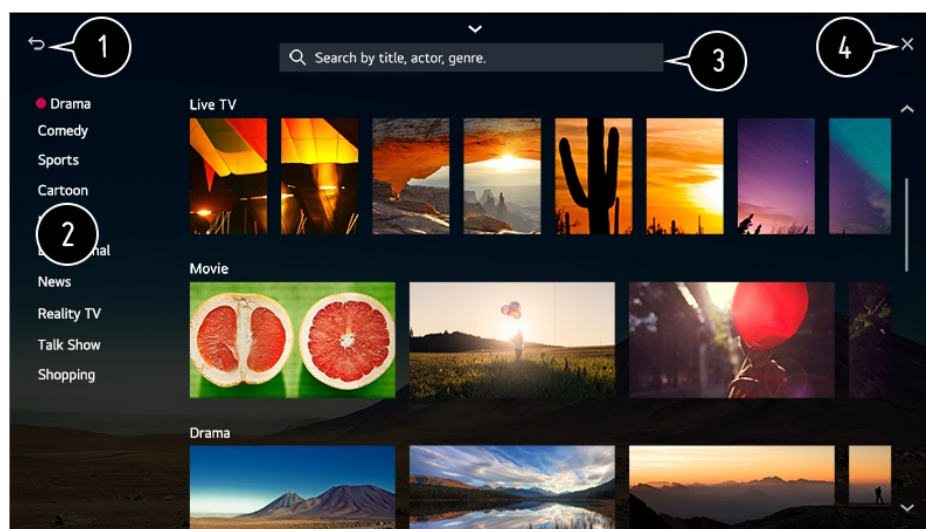 1
3
4
Search by title, actor, genre.
Drama
Live TV
Comedy
Sports
Cartoon
2
News
Movie
Reality TV
Talk Show
Shopping
Drama